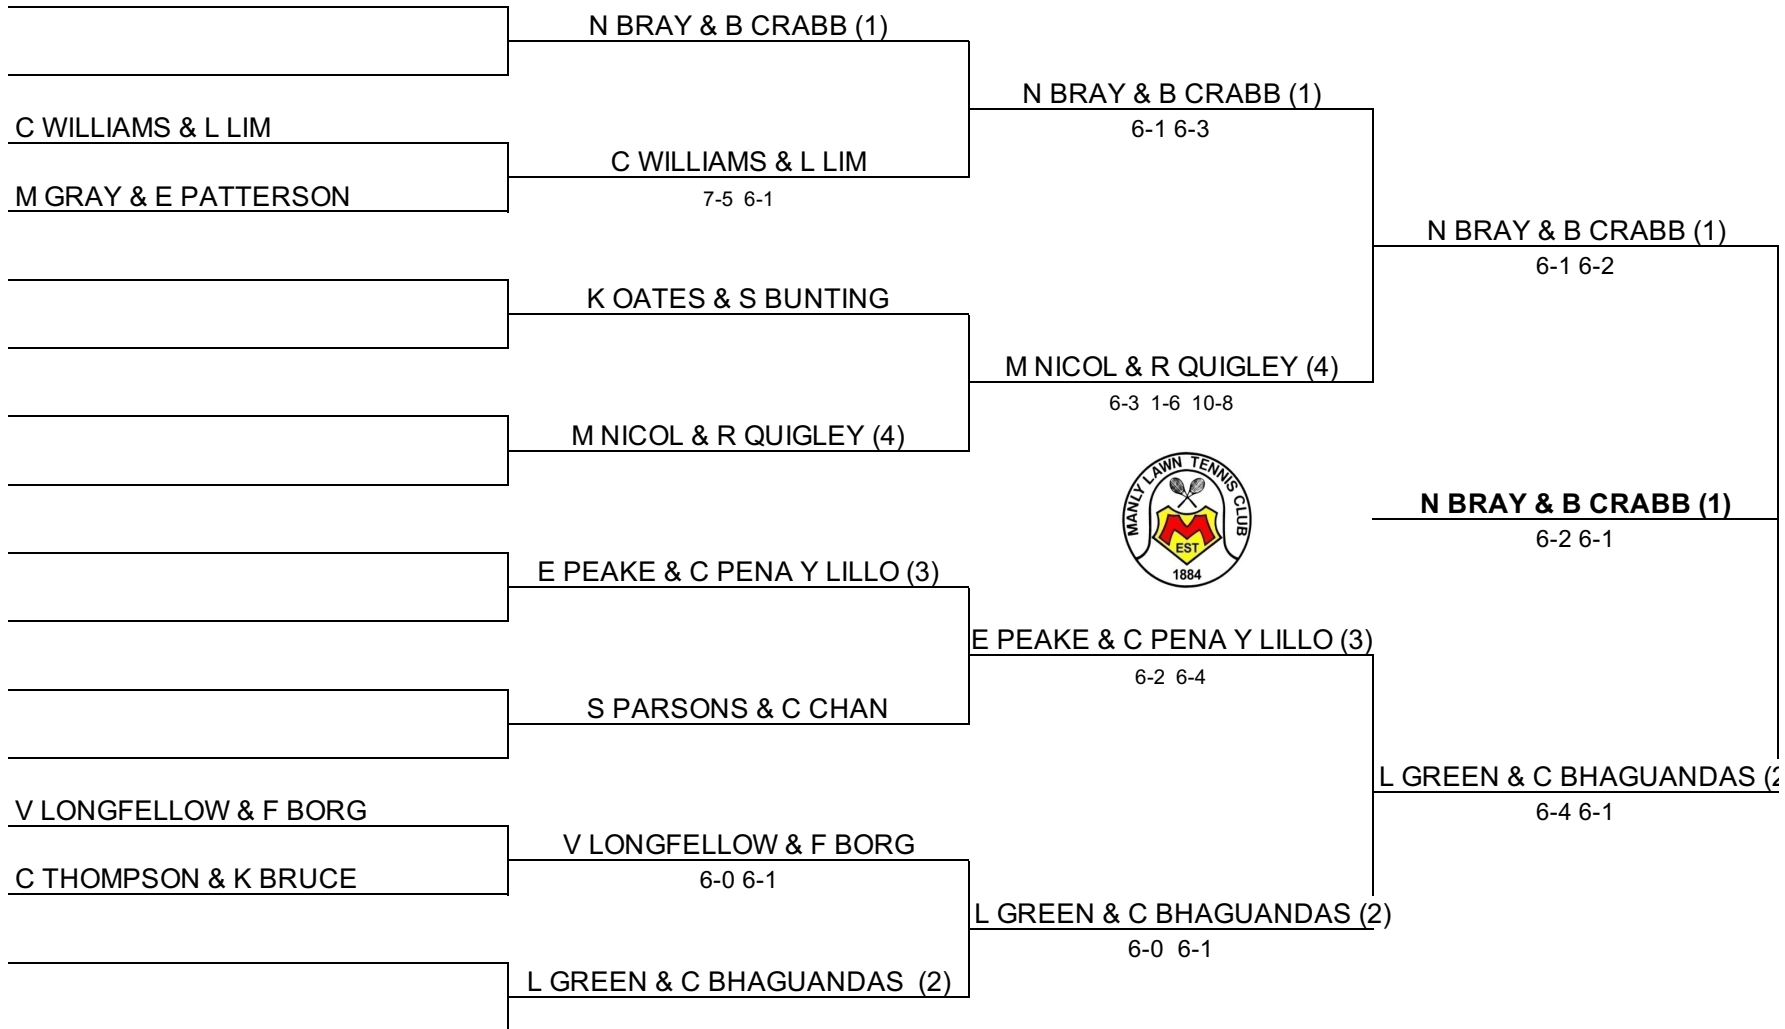 C WILLIAMS & L LIM
M GRAY & E PATTERSON
V LONGFELLOW & F BORG
C THOMPSON & K BRUCE
N BRAY & B CRABB (1)
C WILLIAMS & L LIM
7-5 6-1
K OATES & S BUNTING
M NICOL & R QUIGLEY (4)
E PEAKE & C PENA Y LILLO (3)
S PARSONS & C CHAN
V LONGFELLOW & F BORG
6-0 6-1
L GREEN & C BHAGUANDAS (2)
N BRAY & B CRABB (1)
6-1 6-3
M NICOL & R QUIGLEY (4)
6-3 1-6 10-8
MANLY LAWN TENNIS CLUB
M
EST
1884
E PEAKE & C PENA Y LILLO (3)
6-2 6-4
L GREEN & C BHAGUANDAS (2)
6-0 6-1
N BRAY & B CRABB (1)
6-1 6-2
N BRAY & B CRABB (1)
6-2 6-1
L GREEN & C BHAGUANDAS (2
6-4 6-1